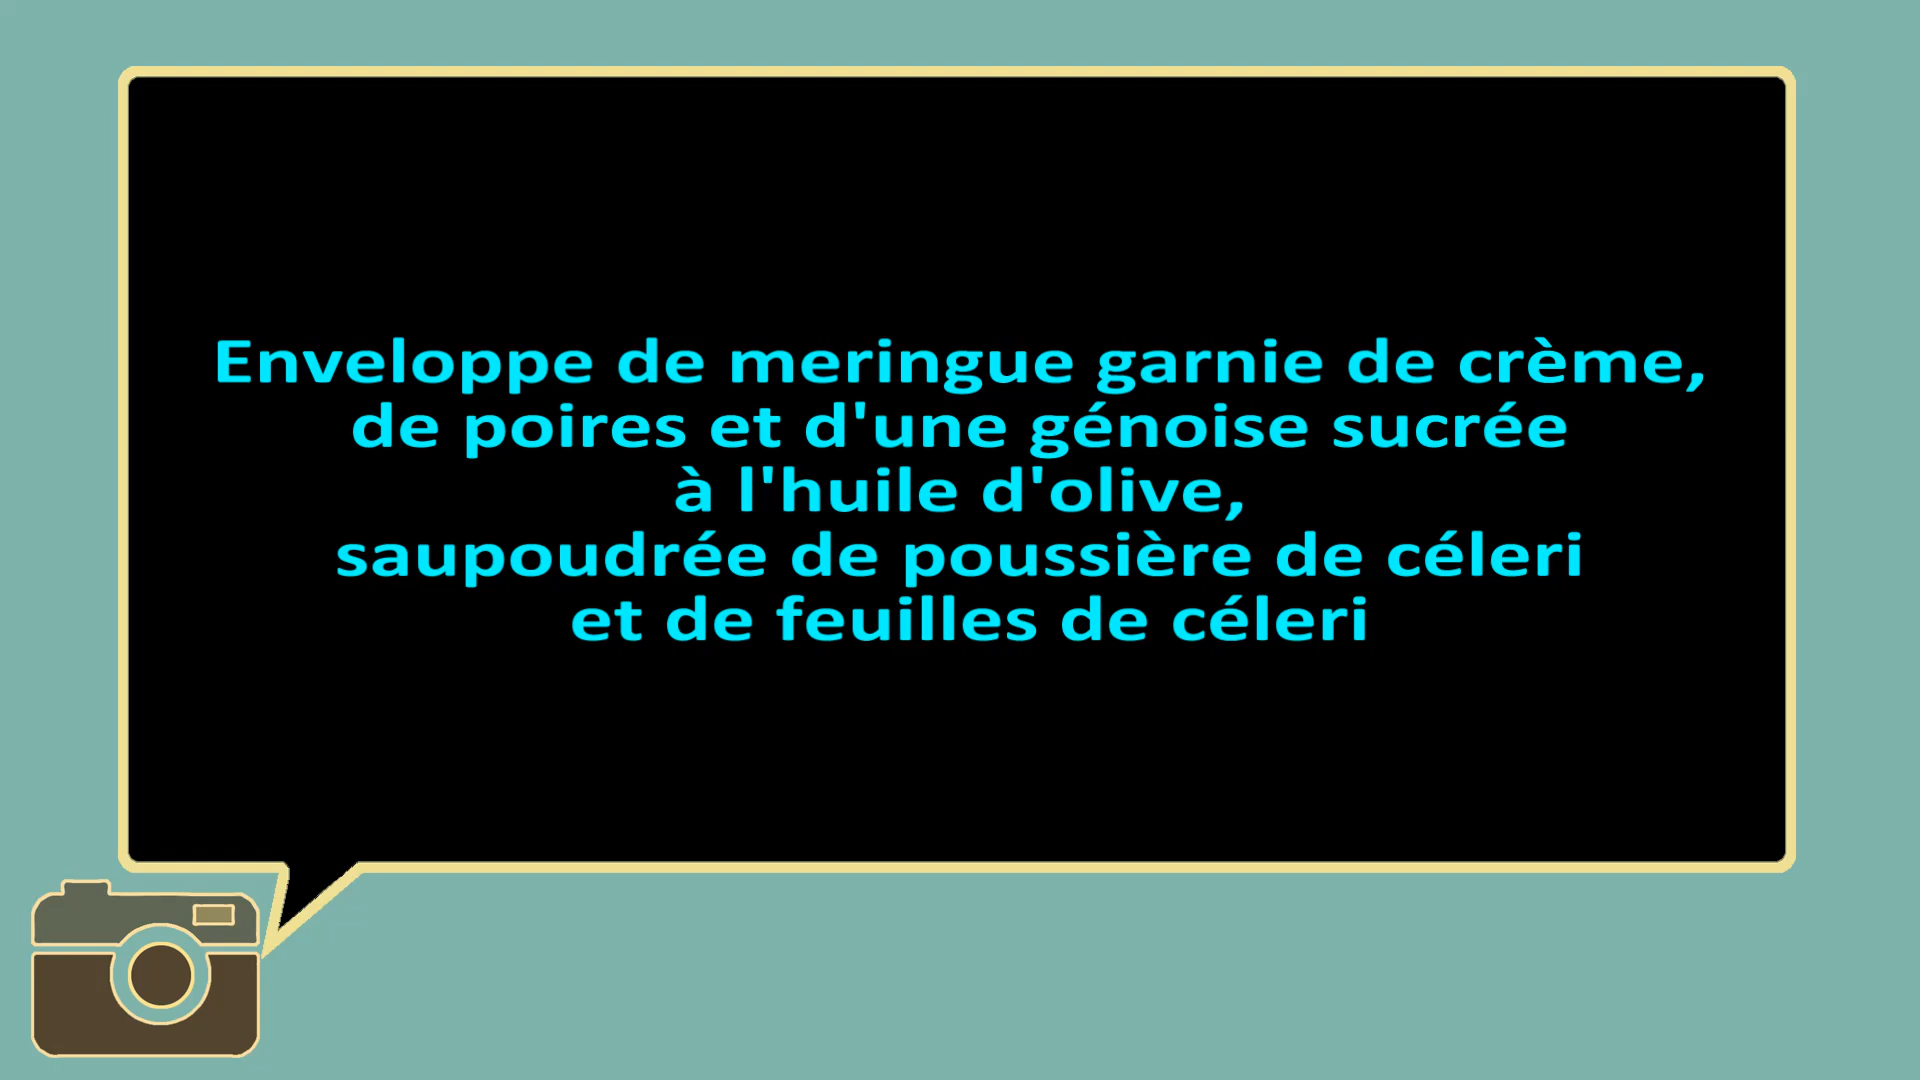 Enveloppe de meringue garnie de crème,
de poires et d'une génoise sucrée
à l'huile d'olive,
saupoudrée de poussière de céleri
et de feuilles de céleri